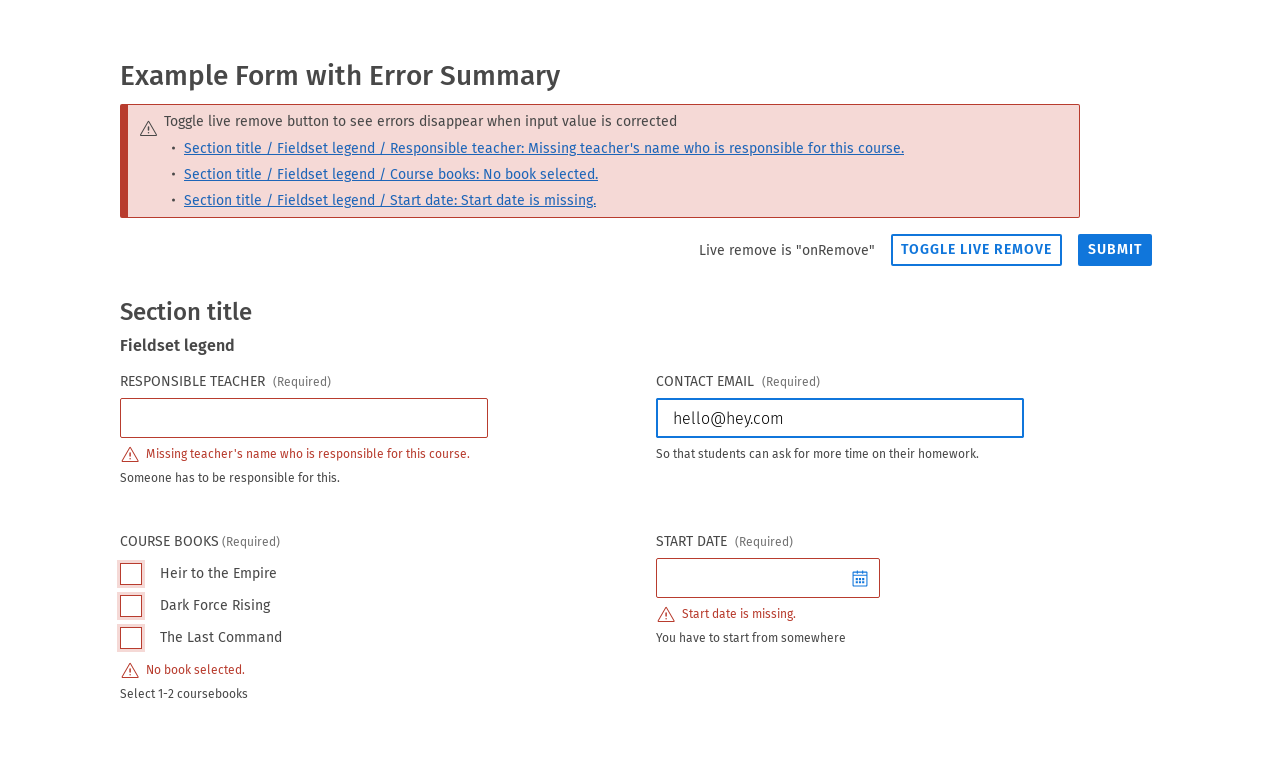 Example Form with Error Summary
Toggle live remove button to see errors disappear when input value is corrected
• Section title / Fieldset legend / Responsible teacher: Missing teacher's name who is responsible for this course.
• Section title / Fieldset legend / Course books: No book selected.
• Section title / Fieldset legend / Start date: Start date is missing.
Live remove is "onRemove" TOGGLE LIVE REMOVE SUBMIT
Section title
Fieldset legend
RESPONSIBLE TEACHER (Required)
Missing teacher's name who is responsible for this course.
Someone has to be responsible for this.
CONTACT EMAIL (Required)
hello@hey.com
So that students can ask for more time on their homework.
COURSE BOOKS (Required)
Heir to the Empire
Dark Force Rising
The Last Command
No book selected.
Select 1-2 coursebooks
START DATE (Required)
Start date is missing.
You have to start from somewhere